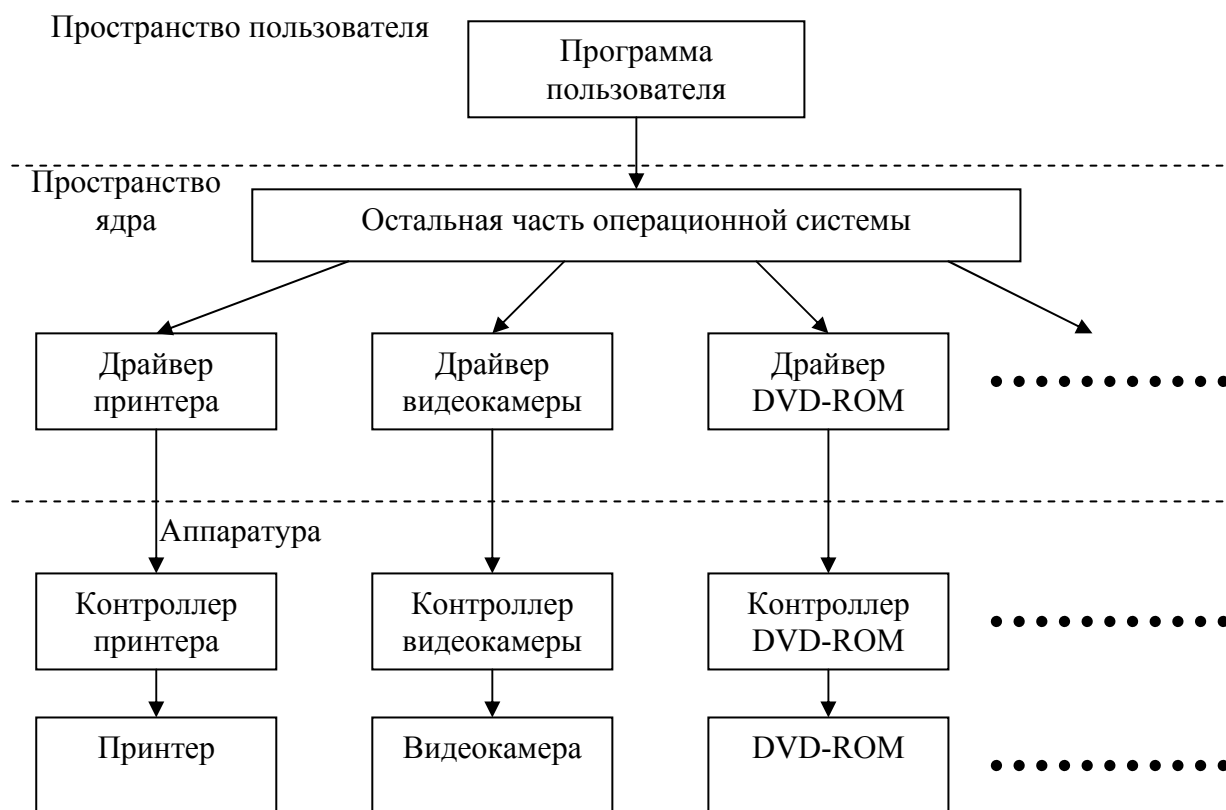 Пространство пользователя
Программа
пользователя
Пространство
ядра
Остальная часть операционной системы
Драйвер
принтера
Драйвер
видеокамеры
Драйвер
DVD-ROM
Аппаратура
Контроллер
принтера
Контроллер
видеокамеры
Контроллер
DVD-ROM
Принтер
Видеокамера
DVD-ROM